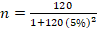 n = 120 / 1+120 (5%)²